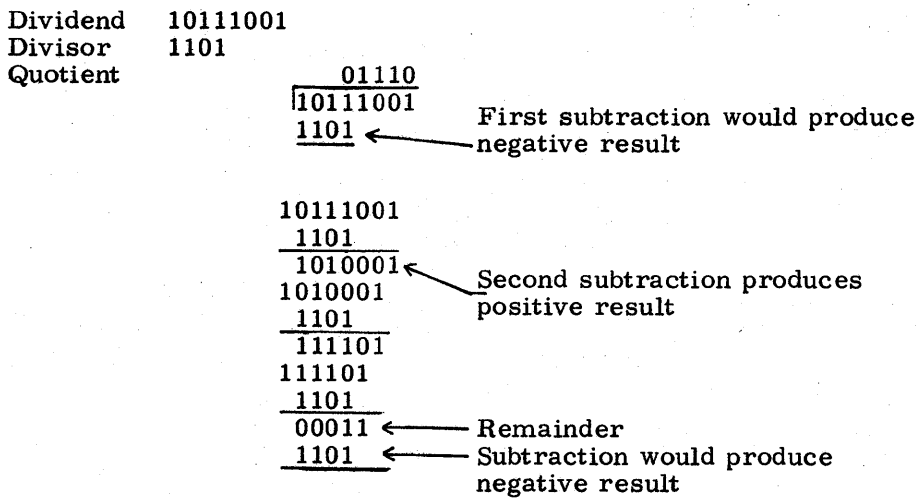 Dividend 10111001
Divisor 1101
Quotient 01110
10111001
1101
First subtraction would produce
negative result
10111001
1101
1010001
Second subtraction produces
positive result
1010001
1101
111101
111101
1101
00011
Remainder
1101
Subtraction would produce
negative result